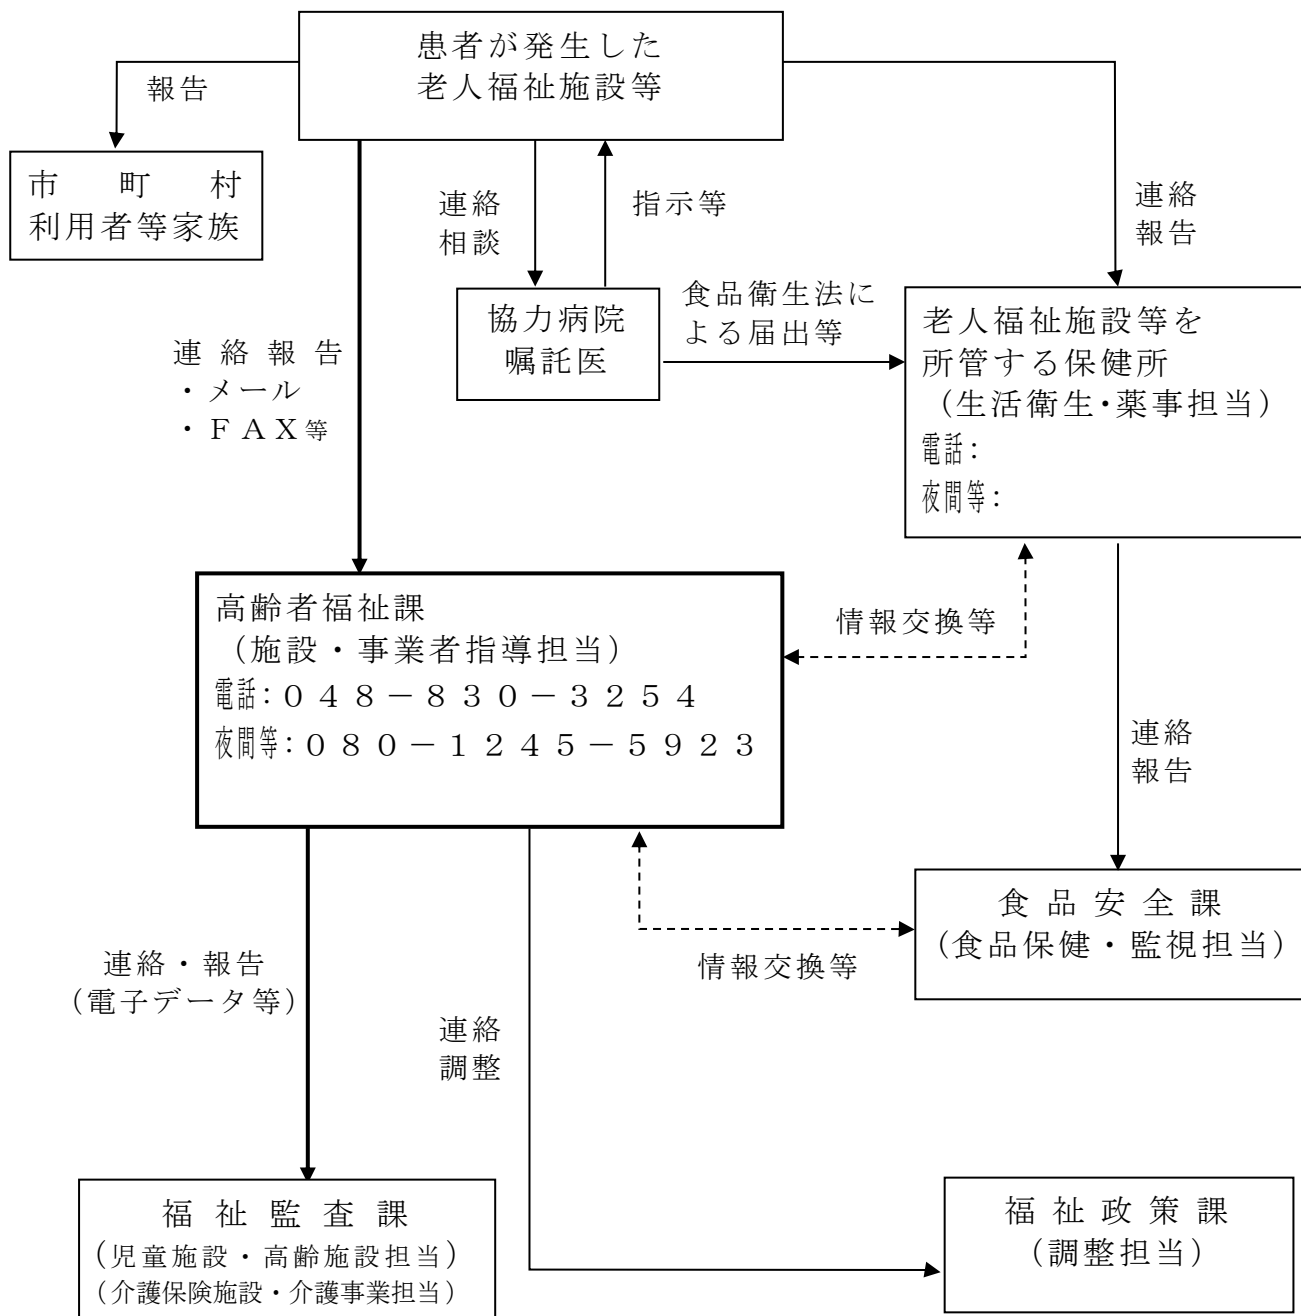 患者が発生した
老人福祉施設等
報告
市町村
利用者等家族
連絡
相談
指示等
連絡
報告
協力病院
嘱託医
食品衛生法に
よる届出等
老人福祉施設等を
所管する保健所
（生活衛生・薬事担当）
電話：
夜間等：
連絡報告
・メール
・ＦＡＸ等
高齢者福祉課
（施設・事業者指導担当）
電話：０４８－８３０－３２５４
夜間等：０８０－１２４５－５９２３
情報交換等
連絡
報告
食品安全課
（食品保健・監視担当）
情報交換等
連絡・報告
（電子データ等）
連絡
調整
福祉監査課
（児童施設・高齢施設担当）
（介護保険施設・介護事業担当）
福祉政策課
（調整担当）